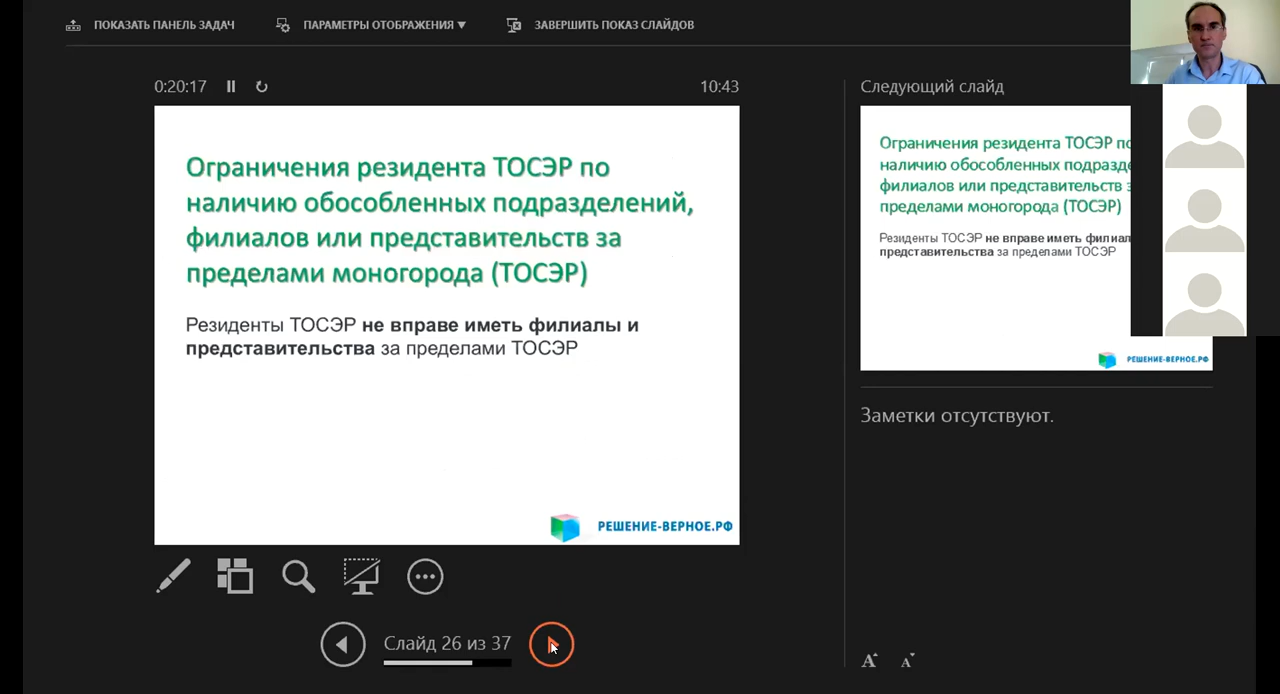 ПОКАЗАТЬ ПАНЕЛЬ ЗАДАЧ
ПАРАМЕТРЫ ОТОБРАЖЕНИЯ ▼
ЗАВЕРШИТЬ ПОКАЗ СЛАЙДОВ
0:20:17
10:43
Ограничения резидента ТОСЭР по
наличию обособленных подразделений,
филиалов или представительств за
пределами моногорода (ТОСЭР)
Резиденты ТОСЭР не вправе иметь филиалы и
представительства за пределами ТОСЭР
РЕШЕНИЕ-ВЕРНОЕ.РФ
Слайд 26 из 37
Следующий слайд
Ограничения резидента ТОСЭР по
наличию обособленных подразде
филиалов или представительств з
пределами моногорода (ТОСЭР)
Резиденты ТОСЭР не вправе иметь филиал
представительства за пределами ТОСЭР
РЕШЕНИЕ-ВЕРНОЕ.РФ
Заметки отсутствуют.
A A